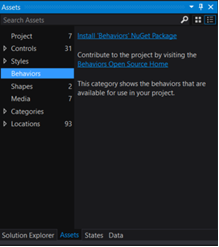 Assets
Search Assets
Project 7
Controls 31
Styles
Behaviors
Shapes 2
Media 7
Categories
Locations 93
Install 'Behaviors' NuGet Package
Contribute to the project by visiting the
Behaviors Open Source Home
This category shows the behaviors that are
available for use in your project.
Solution Explorer Assets States Data